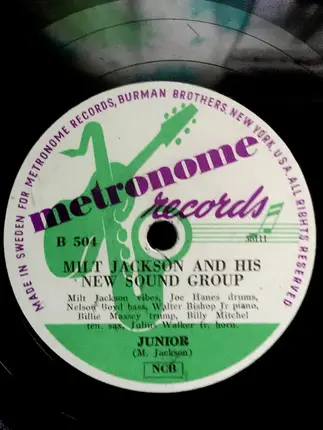 MADE IN SWEDEN FOR METRONOME RECORDS, BURMAN BROTHERS, NEW YORK, U.S.A. ALL RIGHTS RESERVED
metronome
records
B 504
MILT JACKSON AND HIS
NEW SOUND GROUP
Milt Jackson vibes, Joe Hanes drums,
Nelson Boyd bass, Walter Bishop Jr piano,
Billie Massey trump, Billy Mitchel
ten. sax, Julius Walker fr. horn.
JUNIOR
(M. Jackson)
NCB